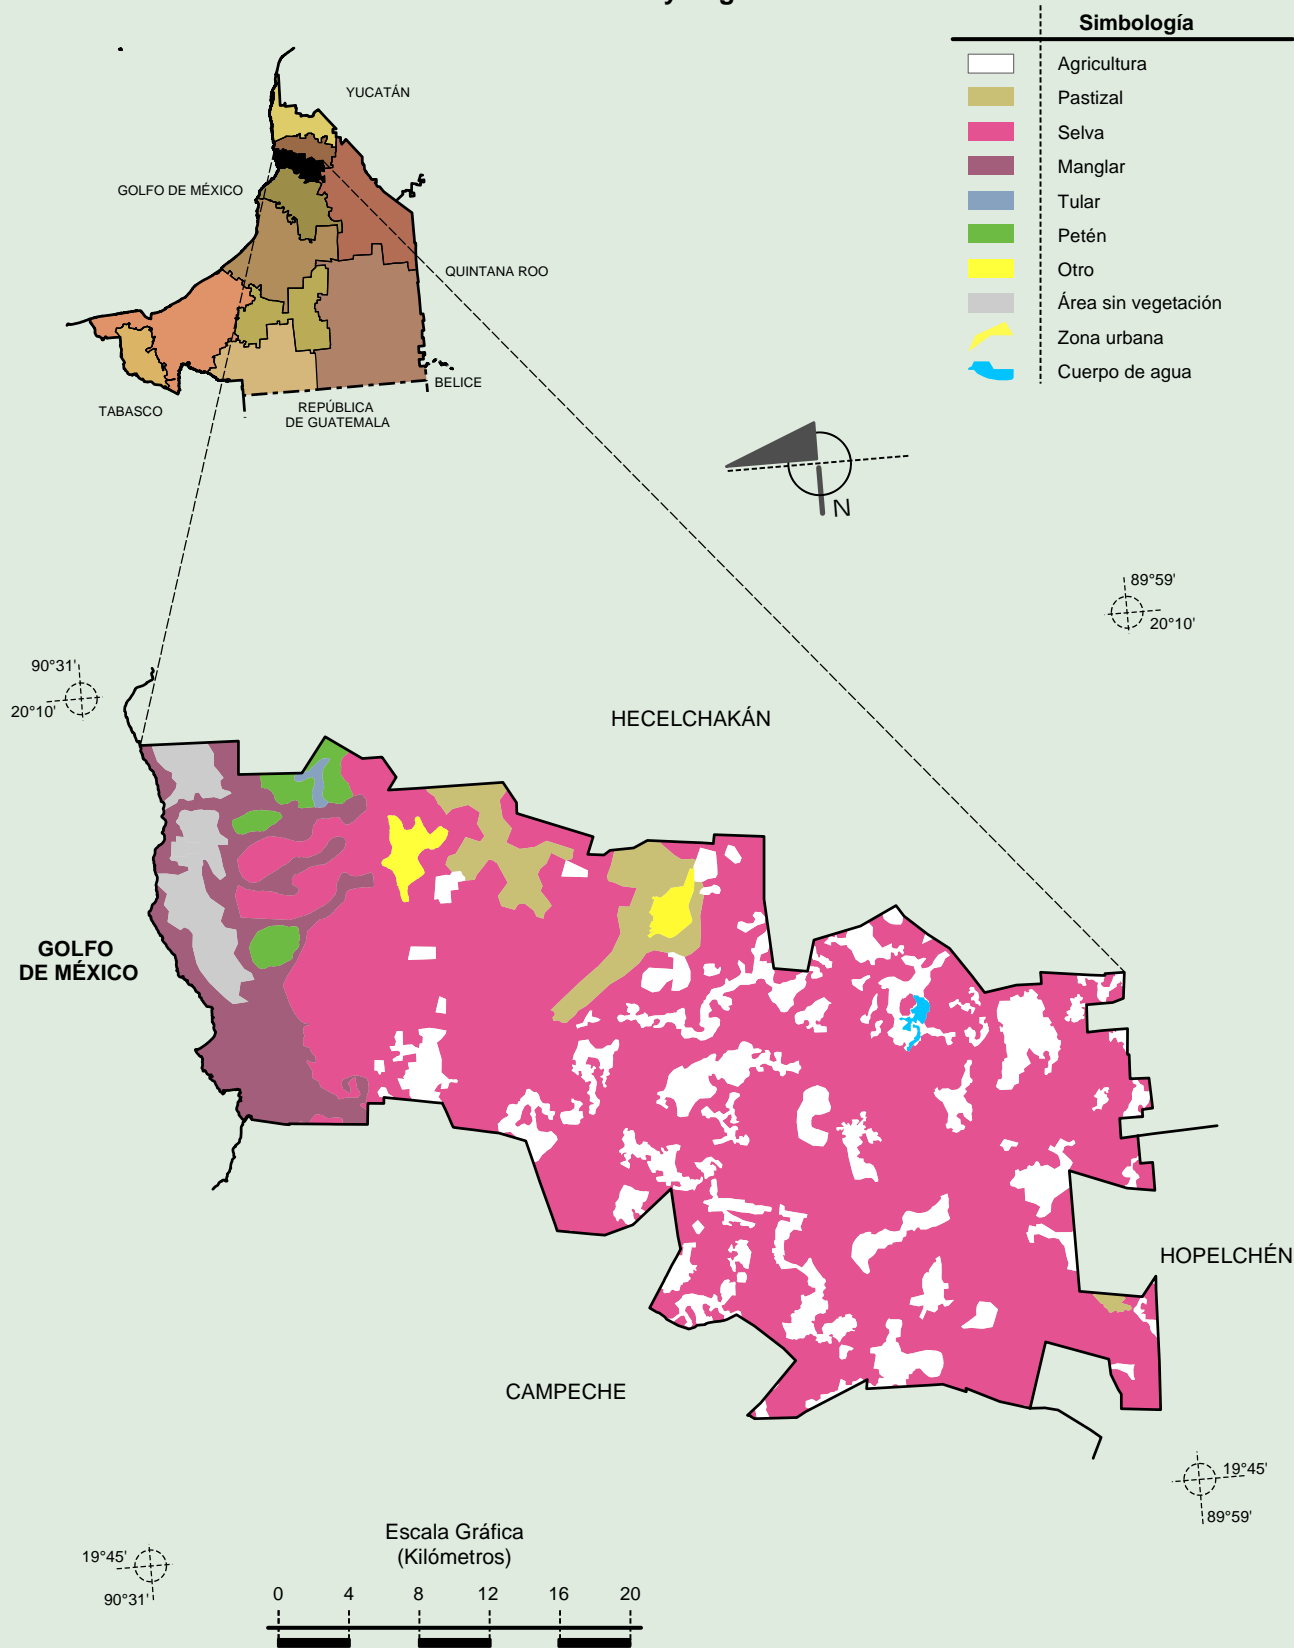 Simbología
Agricultura
Pastizal
Selva
Manglar
Tular
Petén
Otro
Área sin vegetación
Zona urbana
Cuerpo de agua
YUCATÁN
GOLFO DE MÉXICO
QUINTANA ROO
BELICE
TABASCO
REPÚBLICA
DE GUATEMALA
N
89°59'
20°10'
90°31'
20°10'
HECELCHAKÁN
GOLFO
DE MÉXICO
HOPELCHÉN
CAMPECHE
19°45'
89°59'
19°45'
90°31'
Escala Gráfica
(Kilómetros)
0 4 8 12 16 20